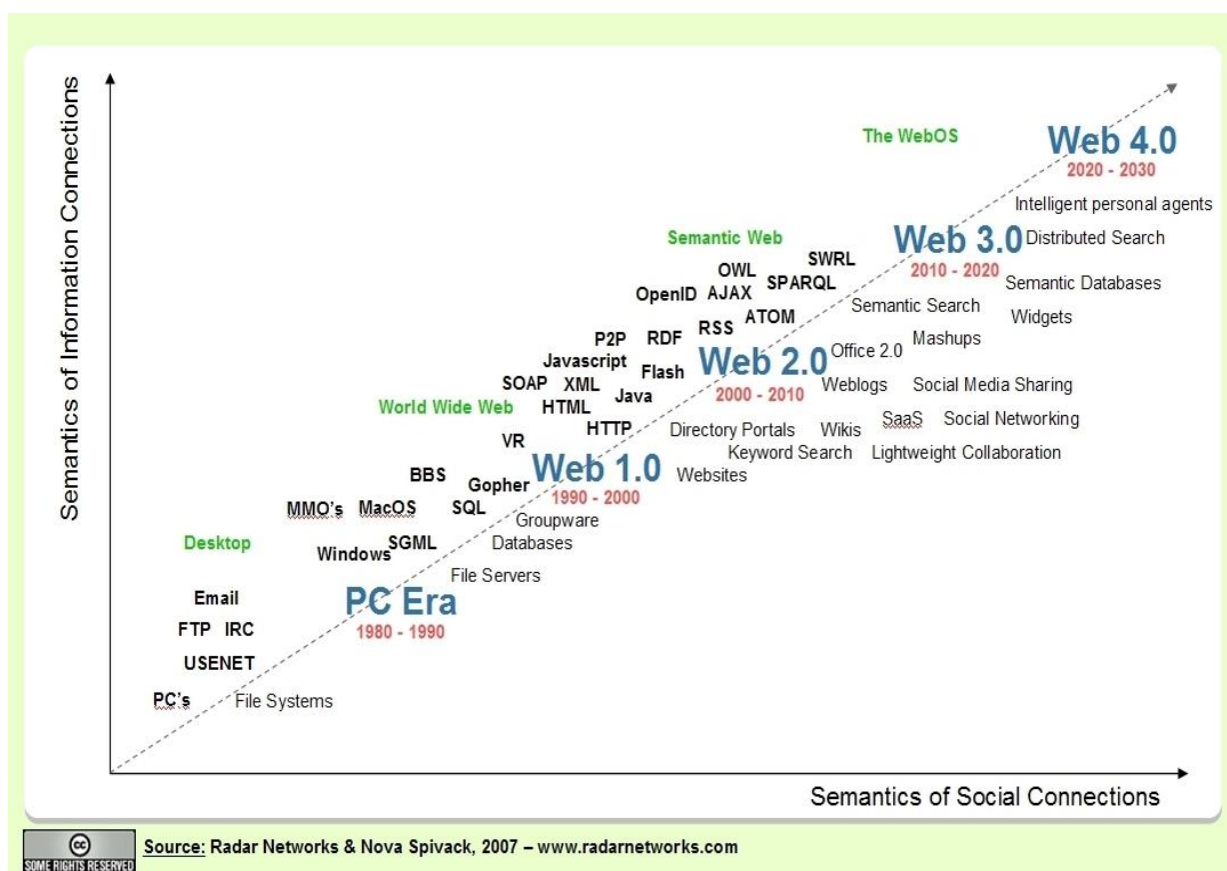 Semantics of Information Connections
The WebOS
Web 4.0
2020 - 2030
Intelligent personal agents
Semantic Web
Web 3.0
Distributed Search
2010 - 2020
SWRL
OWL
SPARQL
Semantic Databases
OpenID
AJAX
Semantic Search
Widgets
ATOM
RSS
P2P
RDF
Mashups
Office 2.0
Web 2.0
2000 - 2010
Javascript
Flash
SOAP
XML
Java
Weblogs
Social Media Sharing
World Wide Web
HTML
HTTP
SaaS
Social Networking
Directory Portals
Wikis
VR
Keyword Search
Lightweight Collaboration
BBS
Gopher
Web 1.0
1990 - 2000
Websites
MMO's
MacOS
SQL
Groupware
Desktop
Windows
SGML
Databases
File Servers
Email
PC Era
1980 - 1990
FTP
IRC
USENET
PC's
File Systems
Semantics of Social Connections
cc
SOME RIGHTS RESERVED
Source: Radar Networks & Nova Spivack, 2007 – www.radarnetworks.com